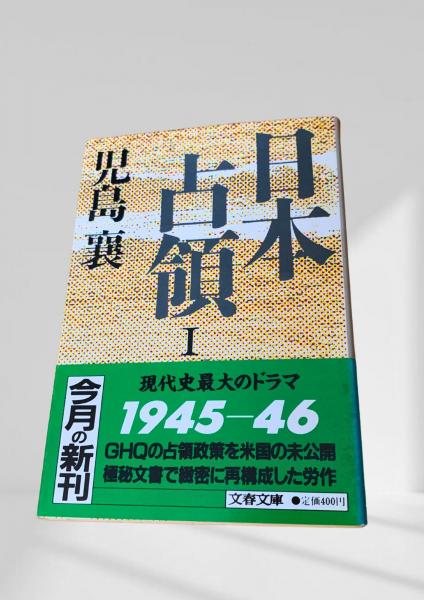 日本
占領
I
児島 襄
今月の新刊
現代史最大のドラマ
1945—46
GHQの占領政策を米国の未公開
極秘文書で緻密に再構成した労作
文春文庫 ●定価400円